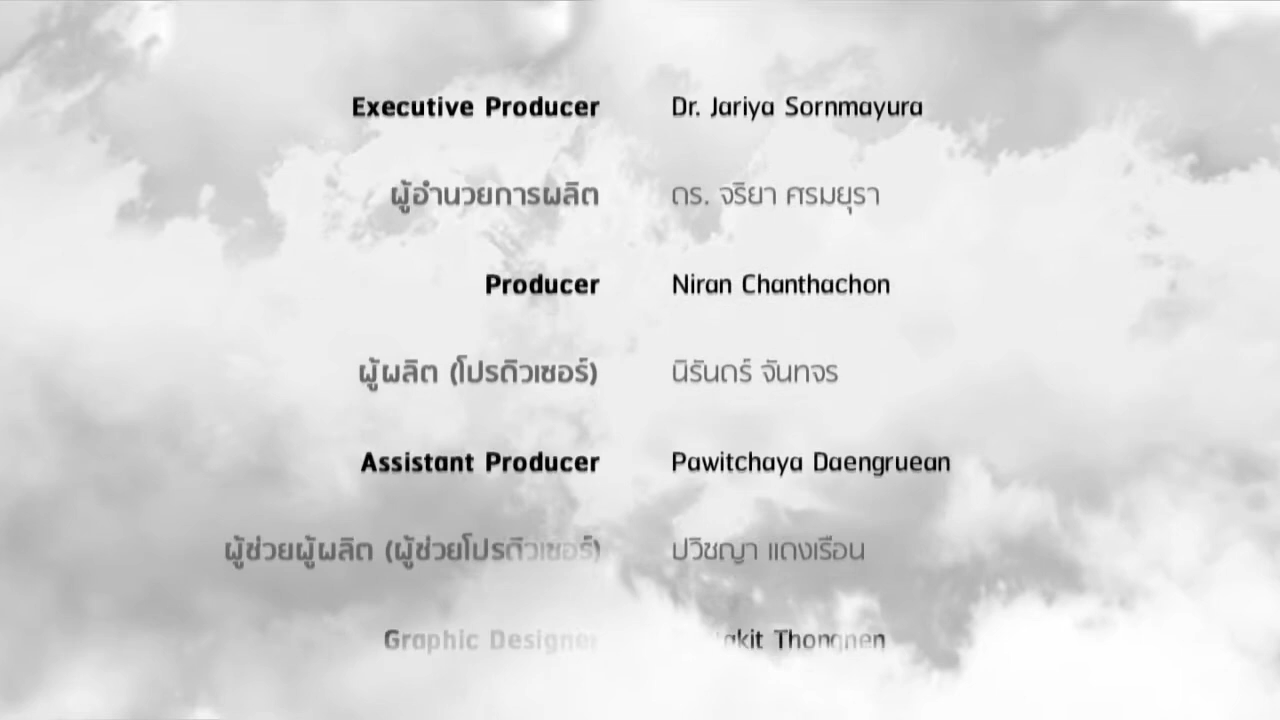 Executive Producer Dr. Jariya Sornmayura
ผู้อำนวยการผลิต ดร. จริยา ศรมยุรา
Producer Niran Chanthachon
ผู้ผลิต (โปรดิวเซอร์) นิรันดร์ จันทจร
Assistant Producer Pawitchaya Daengruean
ผู้ช่วยผู้ผลิต (ผู้ช่วยโปรดิวเซอร์) ปวิชญา แดงเรือน
Graphic Designer Thongnen